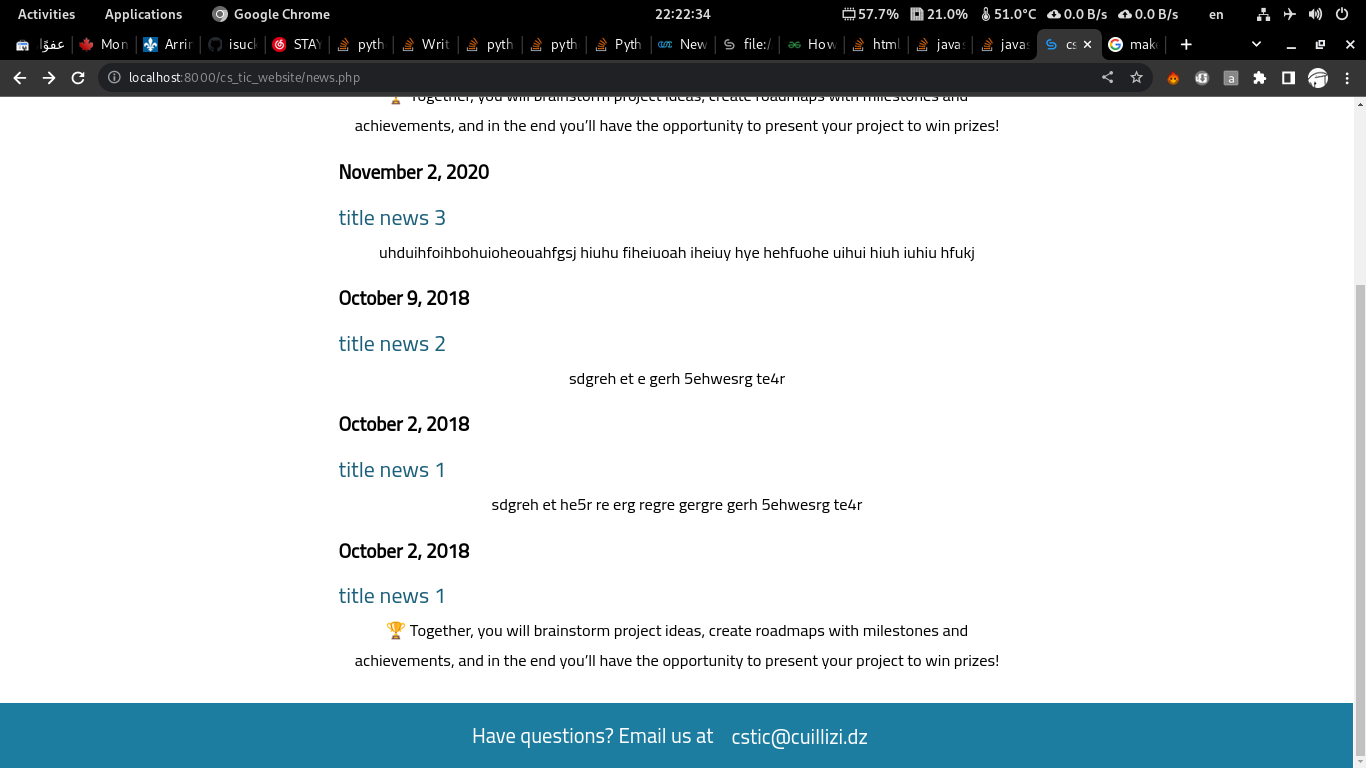 Activities Applications Google Chrome 22:22:34 57.7% 21.0% 51.0°C 0.0 B/s 0.0 B/s en
عفوًا Mon Arrir isuck STAY pyth Writ pyth pyth Pyth New file:/ How html javas javas cs make
localhost:8000/cs_tic_website/news.php
🏆 Together, you will brainstorm project ideas, create roadmaps with milestones and
achievements, and in the end you’ll have the opportunity to present your project to win prizes!
November 2, 2020
title news 3
uhduihfoihbohuioheouahfgsj hiuhu fiheiuoah iheiuy hye hehfuohe uihui hiuh iuhiu hfukj
October 9, 2018
title news 2
sdgreh et e gerh 5ehwesrg te4r
October 2, 2018
title news 1
sdgreh et he5r re erg regre gergre gerh 5ehwesrg te4r
October 2, 2018
title news 1
🏆 Together, you will brainstorm project ideas, create roadmaps with milestones and
achievements, and in the end you’ll have the opportunity to present your project to win prizes!
Have questions? Email us at cstic@cuillizi.dz